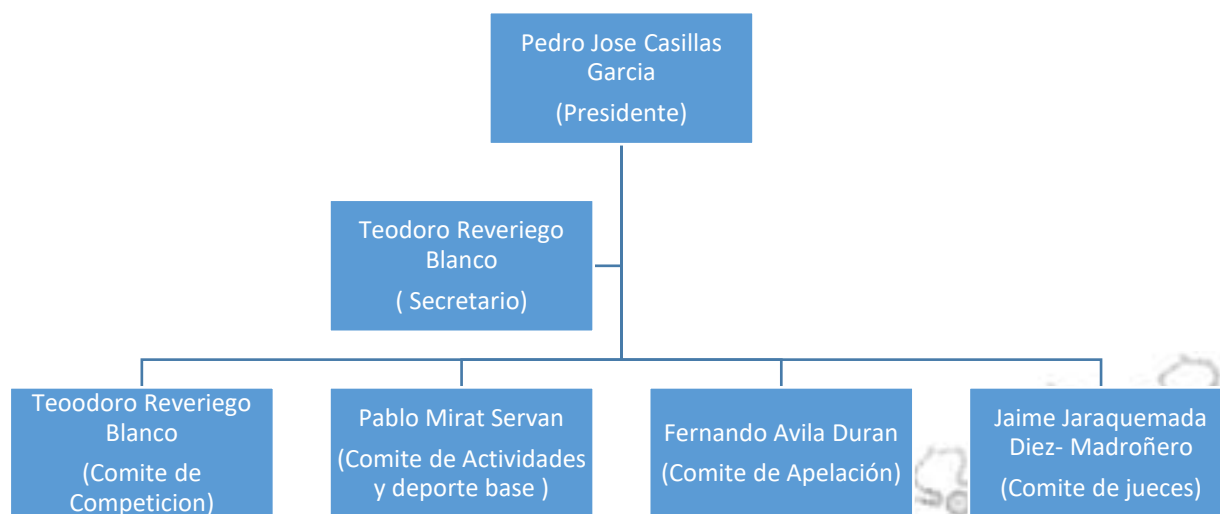 Pedro Jose Casillas
Garcia
(Presidente)
Teodoro Reveriego
Blanco
( Secretario)
Teoodoro Reveriego
Blanco
(Comite de
Competicion)
Pablo Mirat Servan
(Comite de Actividades
y deporte base )
Fernando Avila Duran
(Comite de Apelación)
Jaime Jaraquemada
Diez- Madroñero
(Comite de jueces)